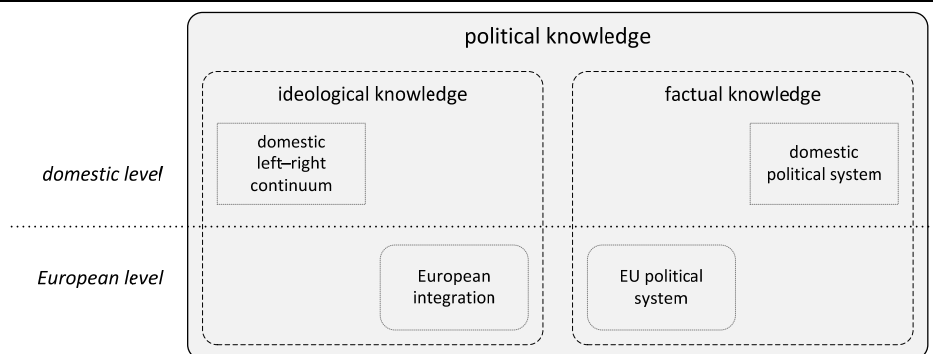 political knowledge
ideological knowledge
factual knowledge
domestic level
domestic
left–right
continuum
domestic
political system
European level
European
integration
EU political
system